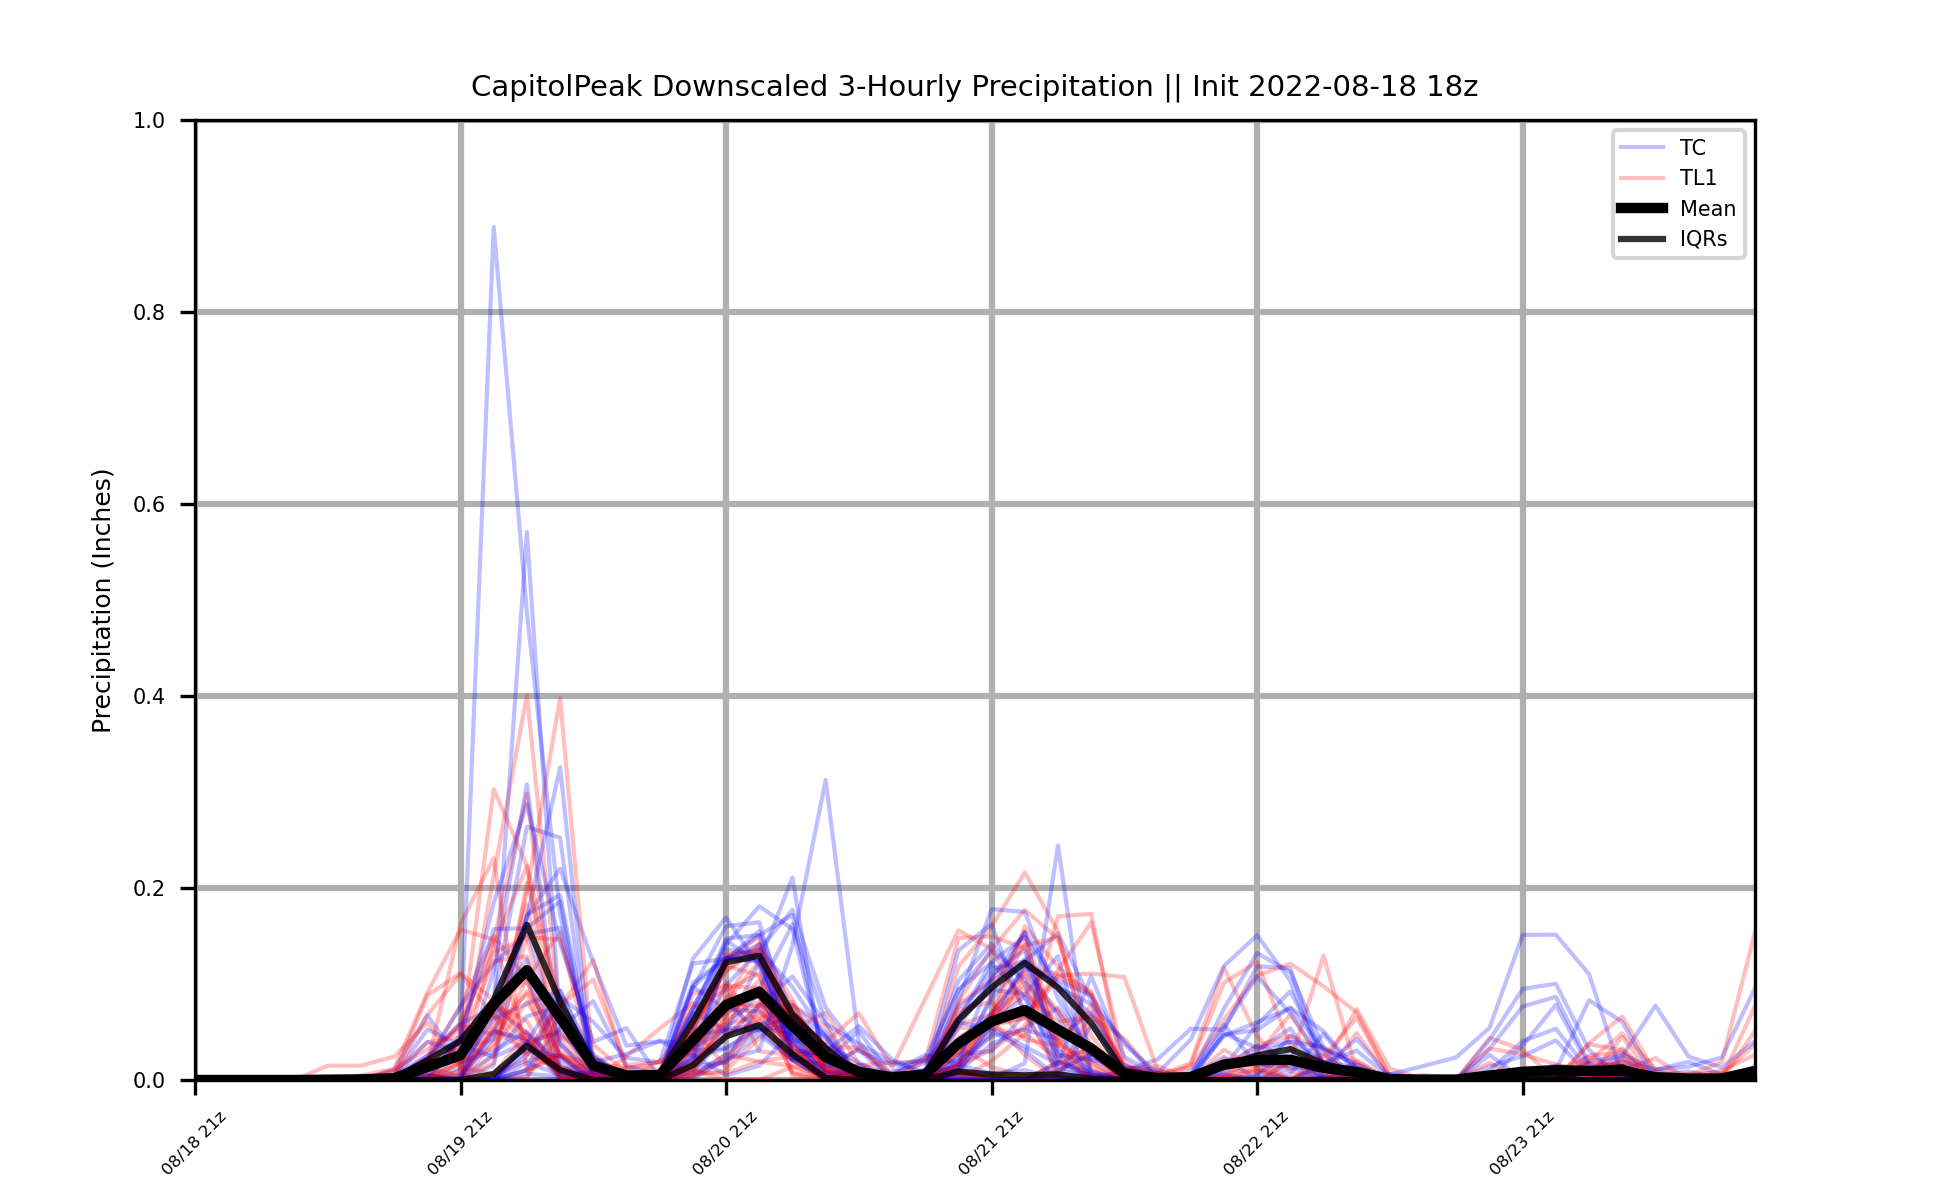 CapitolPeak Downscaled 3-Hourly Precipitation || Init 2022-08-18 18z
TC
TL1
Mean
IQRs
Precipitation (Inches)
1.0
0.8
0.6
0.4
0.2
0.0
08/18 21z
08/19 21z
08/20 21z
08/21 21z
08/22 21z
08/23 21z